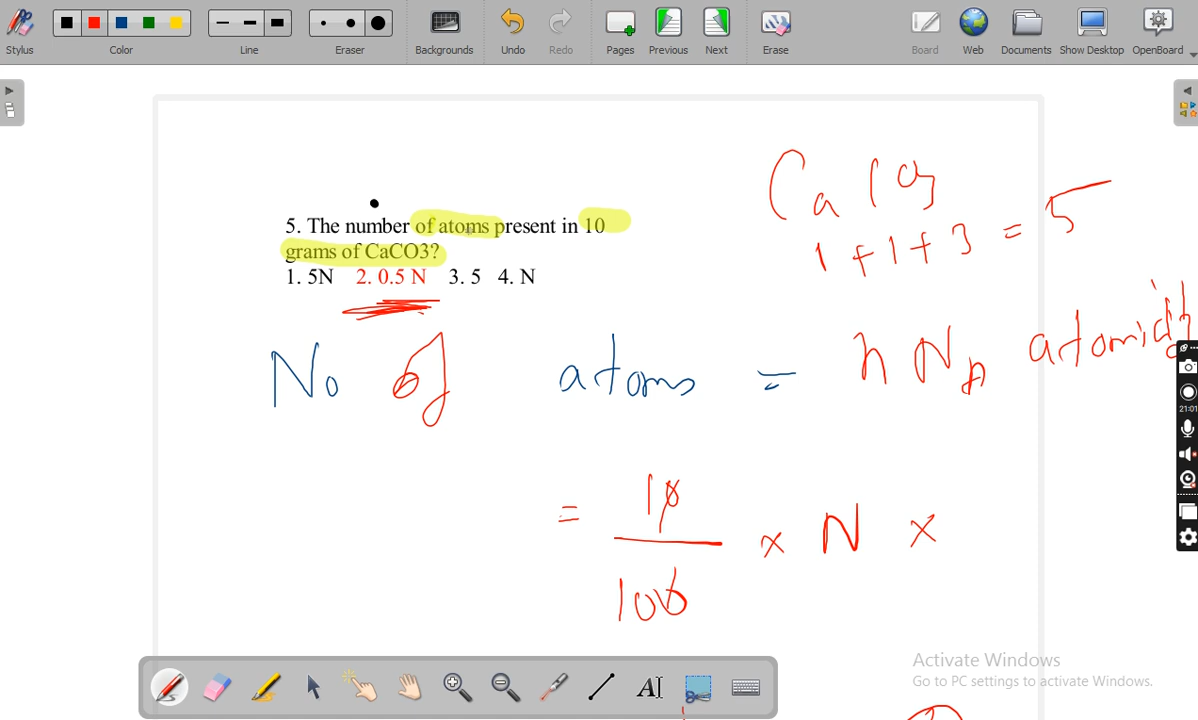 Stylus Color Line Eraser Backgrounds Undo Redo Pages Previous Next Erase Board Web Documents Show Desktop OpenBoard
5. The number of atoms present in 10
grams of CaCO3?
1. 5N 2. 0.5 N 3. 5 4. N
CaCO3
1+1+3 = 5
No of atoms = n NA atomicity
= 10
100 × N ×
21:01
Activate Windows
Go to PC settings to activate Windows.
AI